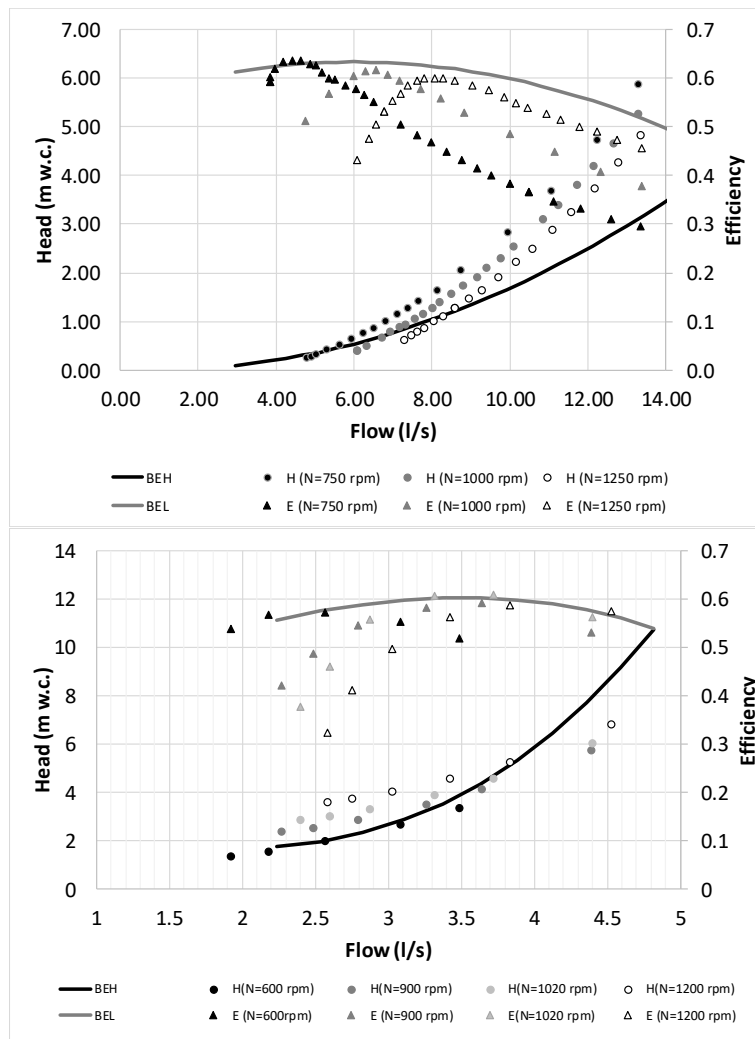 7.00
6.00
5.00
4.00
3.00
2.00
1.00
0.00
Head (m w.c.)
0.7
0.6
0.5
0.4
0.3
0.2
0.1
0.0
Efficiency
0.00 2.00 4.00 6.00 8.00 10.00 12.00 14.00
Flow (l/s)
BEH H (N=750 rpm) H (N=1000 rpm) H (N=1250 rpm)
BEL E (N=750 rpm) E (N=1000 rpm) E (N=1250 rpm)
14
12
10
8
6
4
2
0
Head (m w.c.)
0.7
0.6
0.5
0.4
0.3
0.2
0.1
0
Efficiency
1 1.5 2 2.5 3 3.5 4 4.5 5
Flow (l/s)
BEH H(N=600 rpm) H(N=900 rpm) H(N=1020 rpm) H(N=1200 rpm)
BEL E (N=600rpm) E (N=900 rpm) E(N=1020 rpm) E (N=1200 rpm)